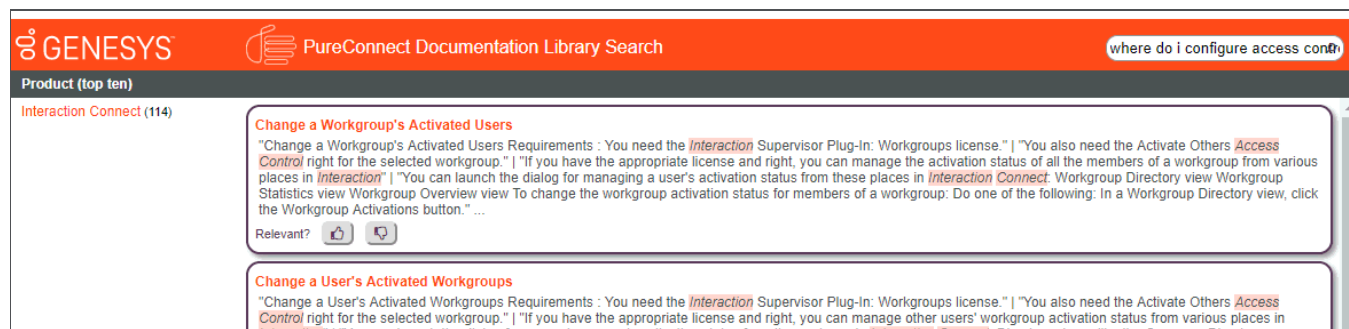 GENESYS™
PureConnect Documentation Library Search
where do i configure access contr
Product (top ten)
Interaction Connect (114)
Change a Workgroup's Activated Users
"Change a Workgroup's Activated Users Requirements : You need the Interaction Supervisor Plug-In: Workgroups license." | "You also need the Activate Others Access
Control right for the selected workgroup." | "If you have the appropriate license and right, you can manage the activation status of all the members of a workgroup from various
places in Interaction" | "You can launch the dialog for managing a user's activation status from these places in Interaction Connect: Workgroup Directory view Workgroup
Statistics view Workgroup Overview view To change the workgroup activation status for members of a workgroup: Do one of the following: In a Workgroup Directory view, click
the Workgroup Activations button." ...
Relevant?
Change a User's Activated Workgroups
"Change a User's Activated Workgroups Requirements : You need the Interaction Supervisor Plug-In: Workgroups license." | "You also need the Activate Others Access
Control right for the selected workgroup." | "If you have the appropriate license and right, you can manage other users' workgroup activation status from various places in